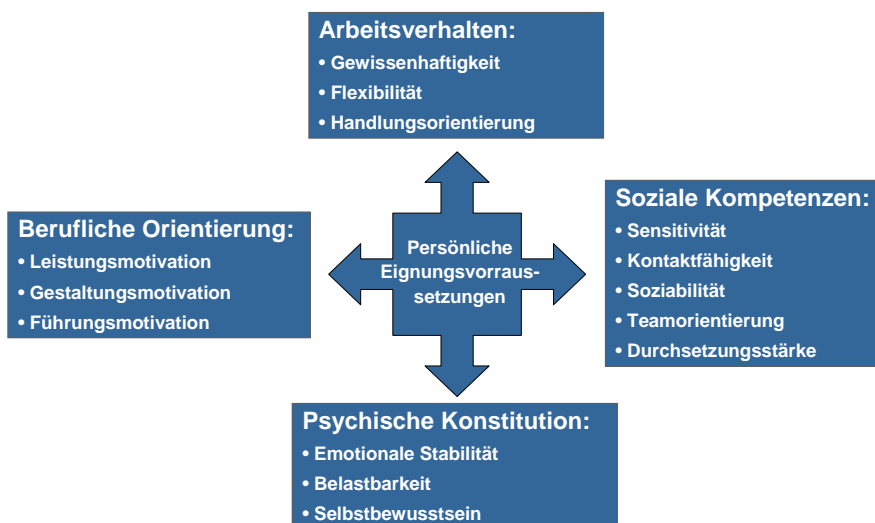 Arbeitsverhalten:
• Gewissenhaftigkeit
• Flexibilität
• Handlungsorientierung
Berufliche Orientierung:
• Leistungsmotivation
• Gestaltungsmotivation
• Führungsmotivation
Persönliche
Eignungsvorraus-
setzungen
Soziale Kompetenzen:
• Sensitivität
• Kontaktfähigkeit
• Soziabilität
• Teamorientierung
• Durchsetzungsstärke
Psychische Konstitution:
• Emotionale Stabilität
• Belastbarkeit
• Selbstbewusstsein